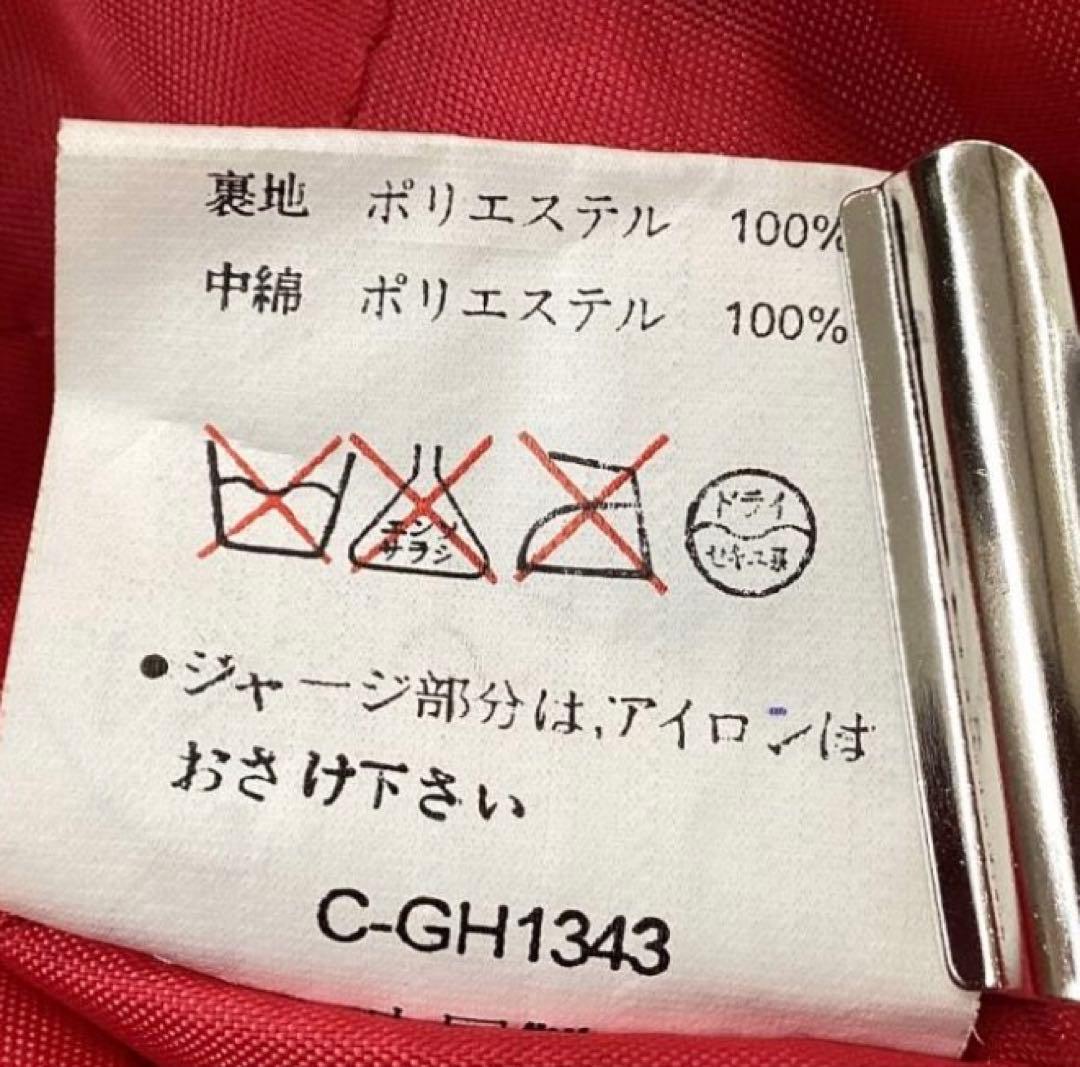 裏地 ポリエステル 100%
中綿 ポリエステル 100%
エンソ
サラシ
ドライ
セキユ系
•ジャージ部分は,アイロンは
おさけ下さい
C-GH1343